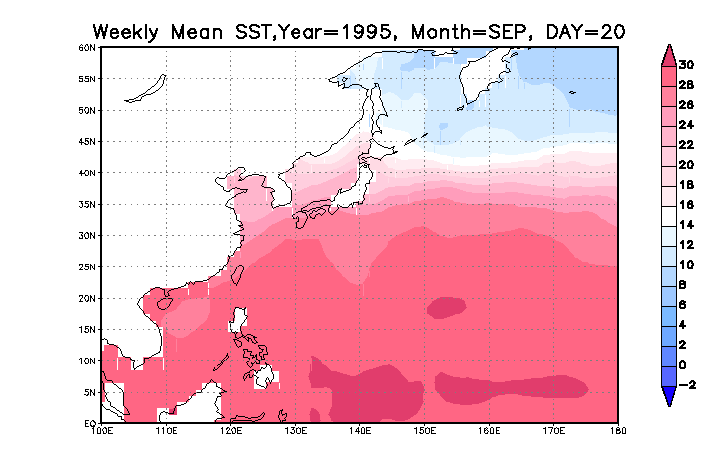 Weekly Mean SST,Year=1995, Month=SEP, DAY=20
60N
55N
50N
45N
40N
35N
30N
25N
20N
15N
10N
5N
EQ
100E 110E 120E 130E 140E 150E 160E 170E 180
30
28
26
24
22
20
18
16
14
12
10
8
6
4
2
0
-2